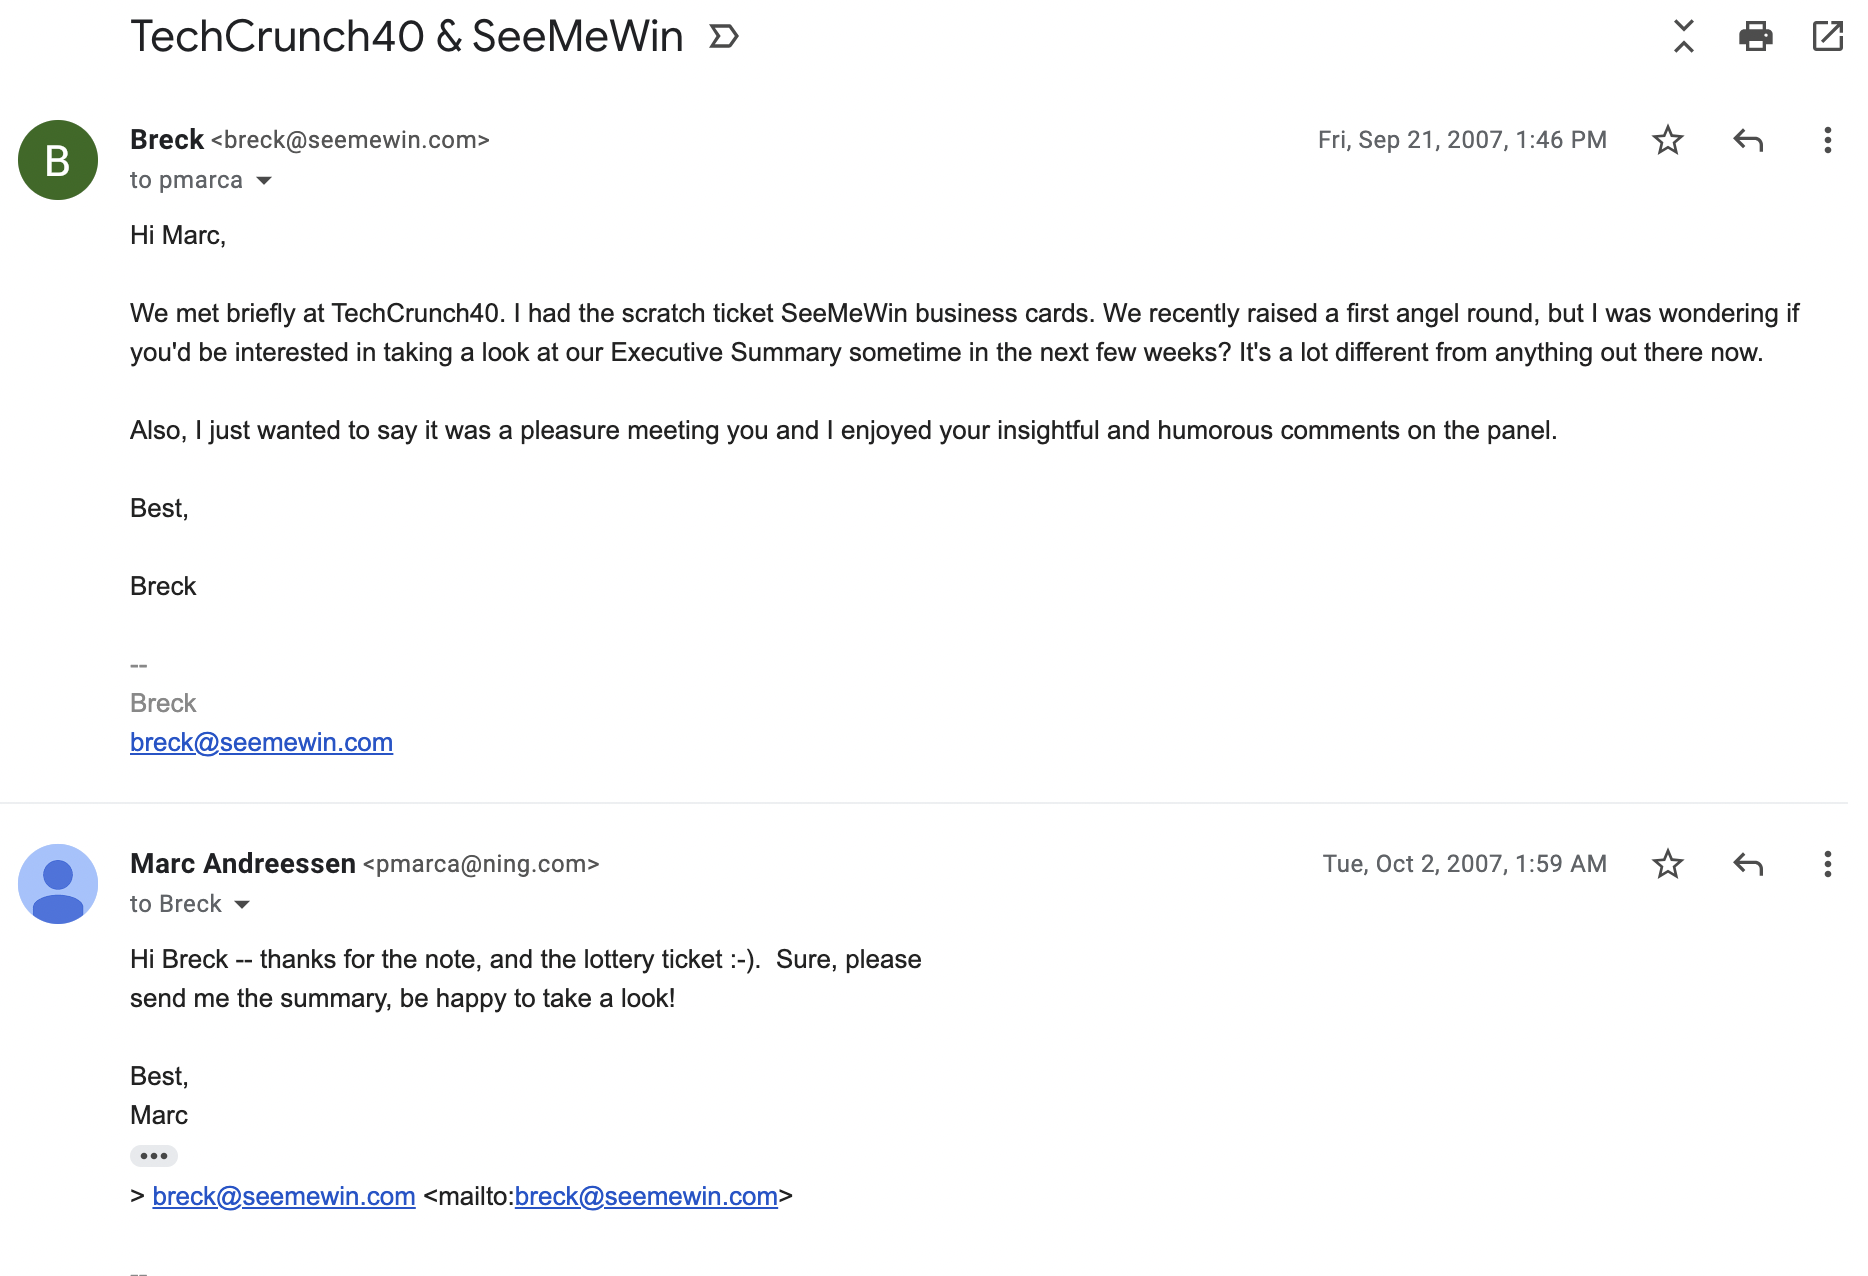 TechCrunch40 & SeeMeWin
B
Breck <breck@seemewin.com>
Fri, Sep 21, 2007, 1:46 PM
to pmarca
Hi Marc,
We met briefly at TechCrunch40. I had the scratch ticket SeeMeWin business cards. We recently raised a first angel round, but I was wondering if
you'd be interested in taking a look at our Executive Summary sometime in the next few weeks? It's a lot different from anything out there now.
Also, I just wanted to say it was a pleasure meeting you and I enjoyed your insightful and humorous comments on the panel.
Best,
Breck
--
Breck
breck@seemewin.com
Marc Andreessen <pmarca@ning.com>
Tue, Oct 2, 2007, 1:59 AM
to Breck
Hi Breck -- thanks for the note, and the lottery ticket :-).  Sure, please
send me the summary, be happy to take a look!
Best,
Marc
•••
> breck@seemewin.com <mailto:breck@seemewin.com>
--